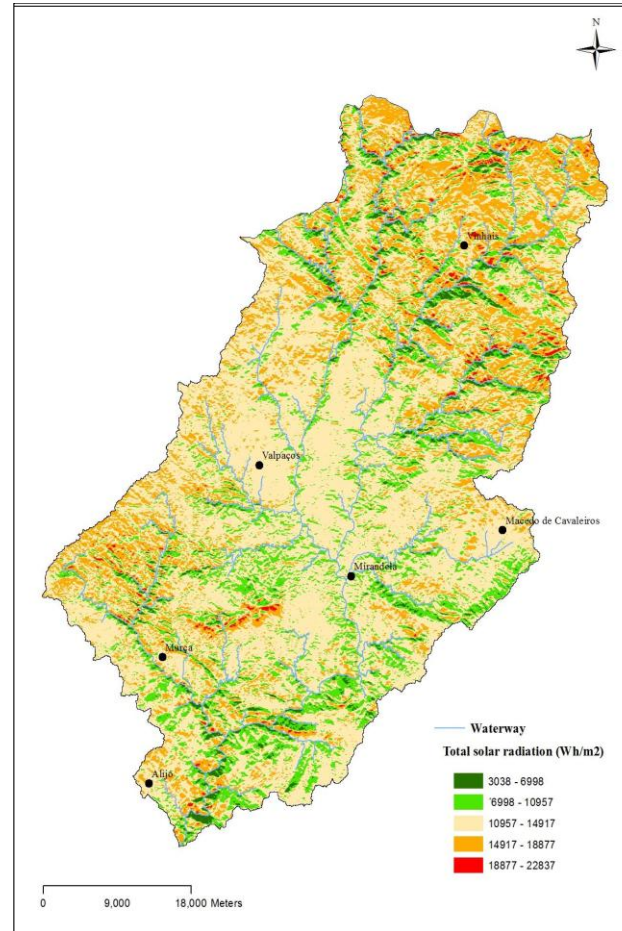 N
Vinhais
Valpaços
Macedo de Cavaleiros
Mirandela
Murça
Alijó
Waterway
Total solar radiation (Wh/m2)
3038 - 6998
'6998 - 10957
10957 - 14917
14917 - 18877
18877 - 22837
0 9,000 18,000 Meters